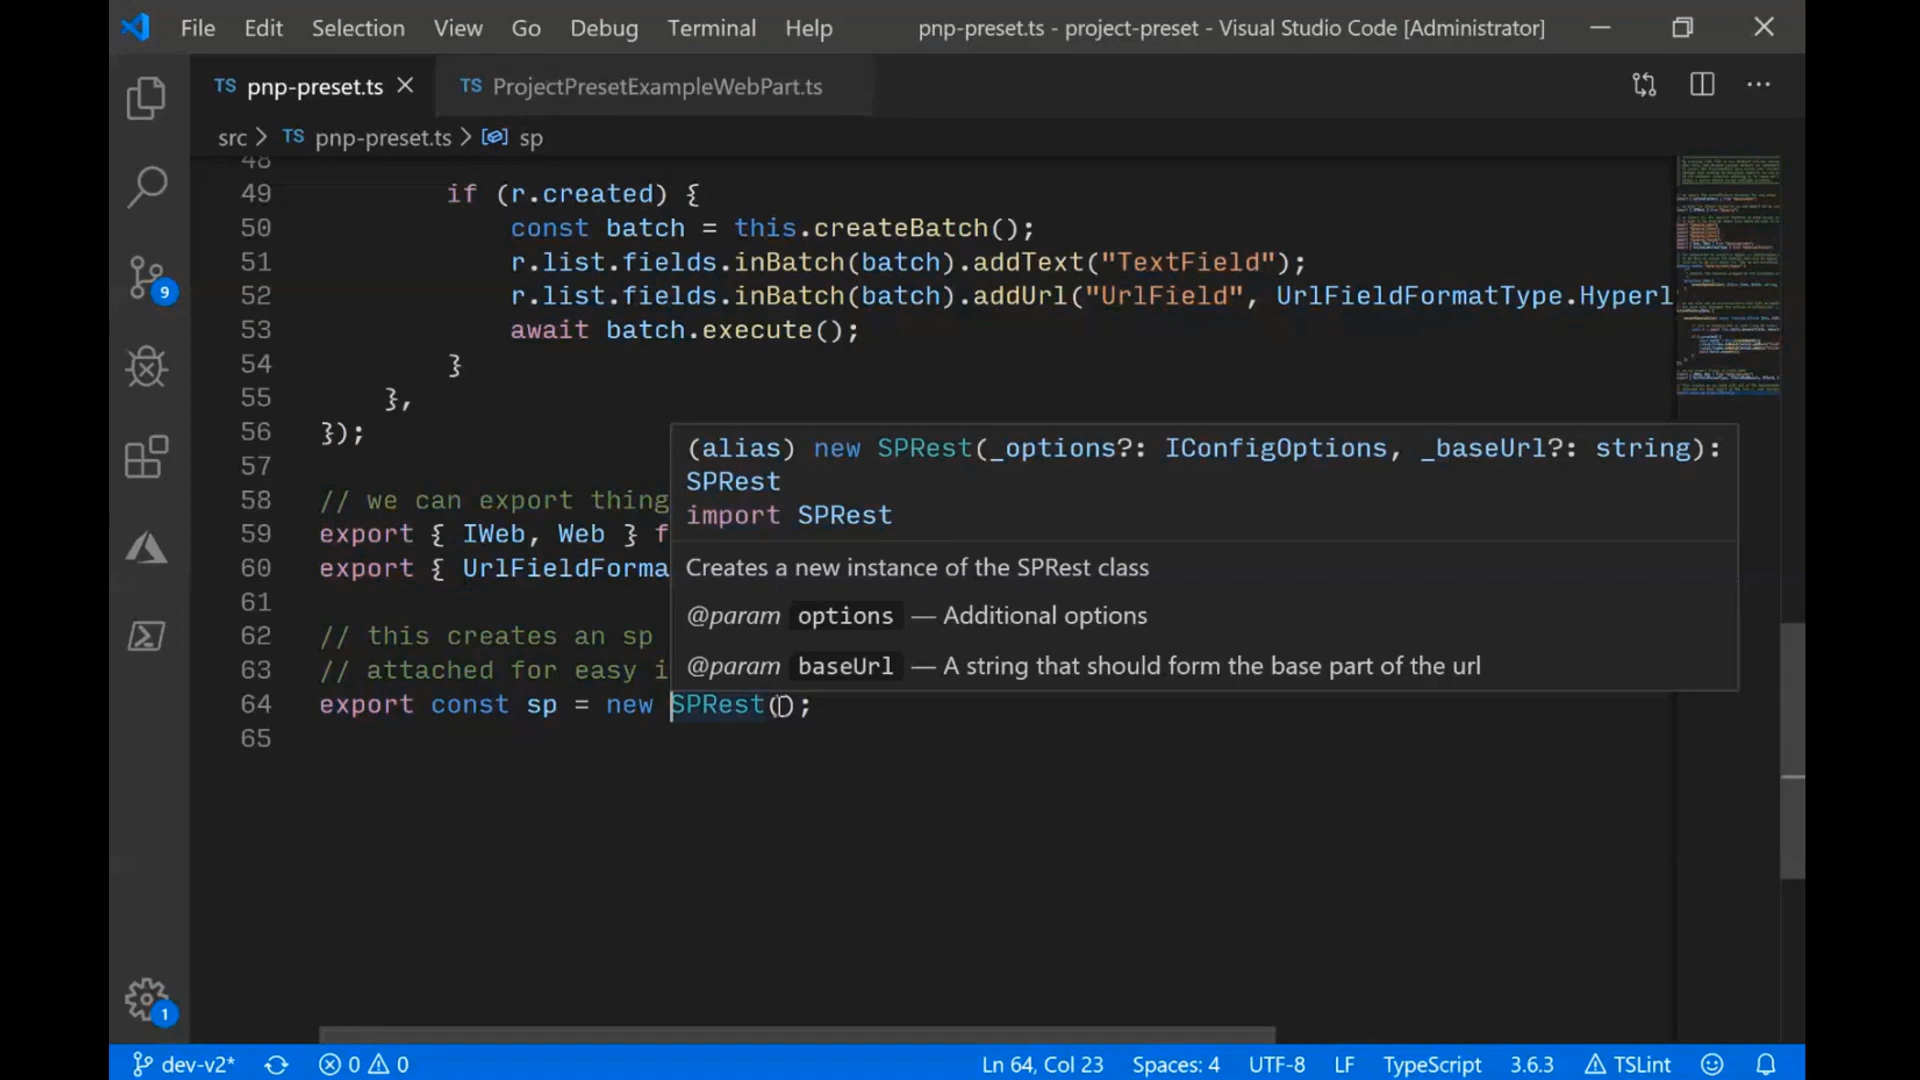 File Edit Selection View Go Debug Terminal Help pnp-preset.ts - project-preset - Visual Studio Code [Administrator]
TS pnp-preset.ts TS ProjectPresetExampleWebPart.ts
src > TS pnp-preset.ts > sp
48
49 if (r.created) {
50 const batch = this.createBatch();
51 r.list.fields.inBatch(batch).addText("TextField");
52 r.list.fields.inBatch(batch).addUrl("UrlField", UrlFieldFormatType.Hyperl
53 await batch.execute();
54 }
55 },
56 });
57
58 // we can export thing
59 export { IWeb, Web } f
60 export { UrlFieldForma
61
62 // this creates an sp
63 // attached for easy i
64 export const sp = new SPRest();
65
(alias) new SPRest(_options?: IConfigOptions, _baseUrl?: string):
SPRest
import SPRest
Creates a new instance of the SPRest class
@param options — Additional options
@param baseUrl — A string that should form the base part of the url
9
1
dev-v2* 0 0 Ln 64, Col 23 Spaces: 4 UTF-8 LF TypeScript 3.6.3 TSLint